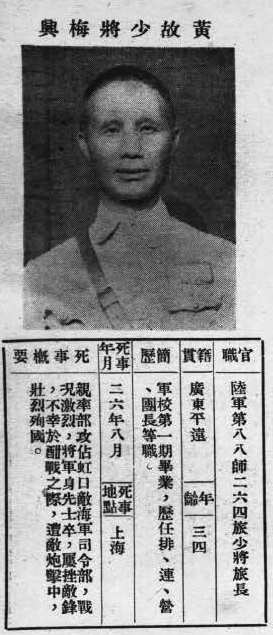 黃故少將梅興
官職
陸軍第八八師二六四旅少將旅長
籍貫
廣東平遠
年齡
三四
簡歷
軍校第一期畢業，歷任排、連、營
、團長等職。
死事年月
二六年八月
死事地點
上海
死事概要
親率部攻佔虹口敵海軍司令部，戰
況激烈，將軍身先士卒，屢挫敵鋒
，不幸於酣戰之際，遭敵炮擊中，
壯烈殉國。